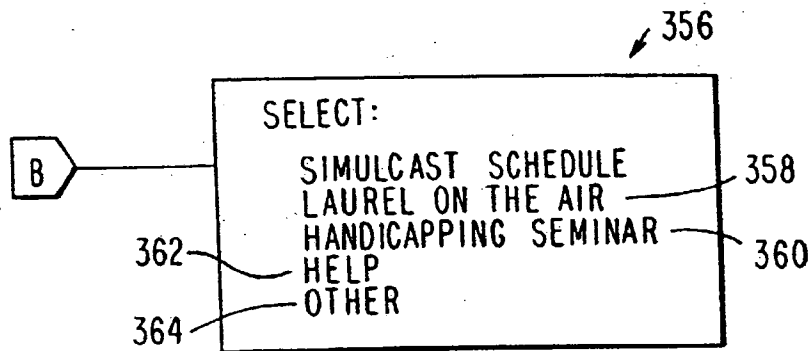 356
SELECT:
B
SIMULCAST SCHEDULE
LAUREL ON THE AIR
358
HANDICAPPING SEMINAR
360
362
HELP
364
OTHER